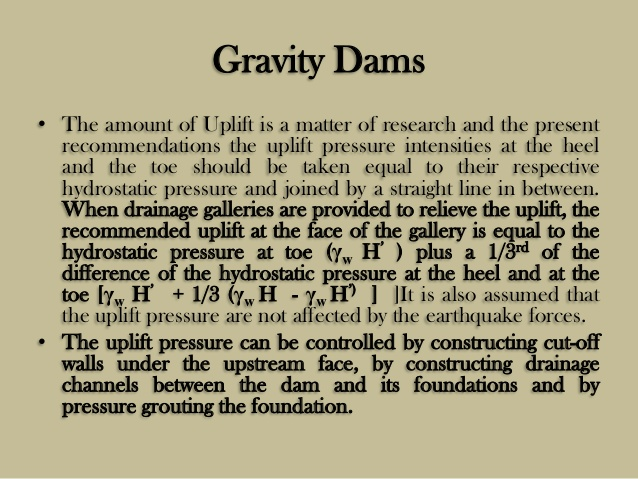 Gravity Dams
• The amount of Uplift is a matter of research and the present
recommendations the uplift pressure intensities at the heel
and the toe should be taken equal to their respective
hydrostatic pressure and joined by a straight line in between.
When drainage galleries are provided to relieve the uplift, the
recommended uplift at the face of the gallery is equal to the
hydrostatic pressure at toe (γw H’ ) plus a 1/3rd of the
difference of the hydrostatic pressure at the heel and at the
toe [γw H’ + 1/3 (γw H - γw H’) ] ]It is also assumed that
the uplift pressure are not affected by the earthquake forces.
• The uplift pressure can be controlled by constructing cut-off
walls under the upstream face, by constructing drainage
channels between the dam and its foundations and by
pressure grouting the foundation.